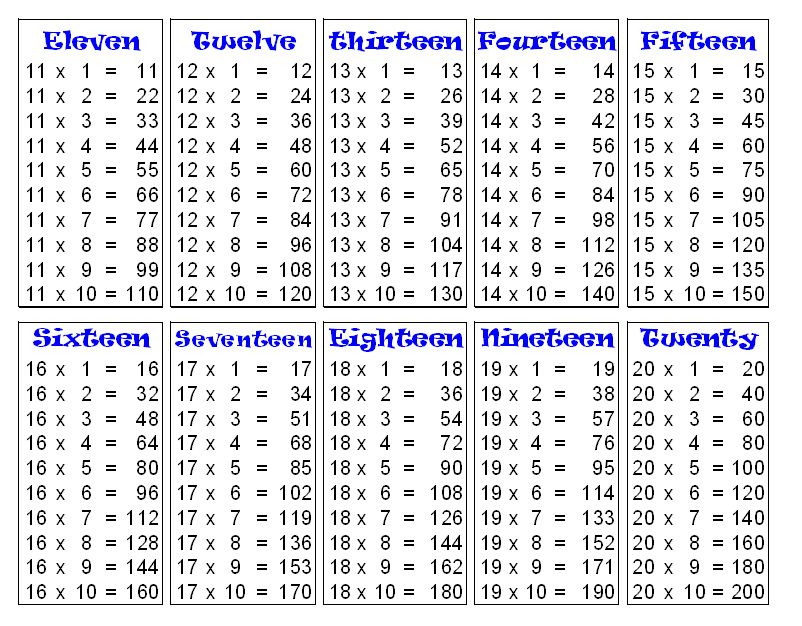 Eleven
11 x 1 = 11
11 x 2 = 22
11 x 3 = 33
11 x 4 = 44
11 x 5 = 55
11 x 6 = 66
11 x 7 = 77
11 x 8 = 88
11 x 9 = 99
11 x 10 = 110
Twelve
12 x 1 = 12
12 x 2 = 24
12 x 3 = 36
12 x 4 = 48
12 x 5 = 60
12 x 6 = 72
12 x 7 = 84
12 x 8 = 96
12 x 9 = 108
12 x 10 = 120
thirteen
13 x 1 = 13
13 x 2 = 26
13 x 3 = 39
13 x 4 = 52
13 x 5 = 65
13 x 6 = 78
13 x 7 = 91
13 x 8 = 104
13 x 9 = 117
13 x 10 = 130
Fourteen
14 x 1 = 14
14 x 2 = 28
14 x 3 = 42
14 x 4 = 56
14 x 5 = 70
14 x 6 = 84
14 x 7 = 98
14 x 8 = 112
14 x 9 = 126
14 x 10 = 140
Fifteen
15 x 1 = 15
15 x 2 = 30
15 x 3 = 45
15 x 4 = 60
15 x 5 = 75
15 x 6 = 90
15 x 7 = 105
15 x 8 = 120
15 x 9 = 135
15 x 10 = 150
Sixteen
16 x 1 = 16
16 x 2 = 32
16 x 3 = 48
16 x 4 = 64
16 x 5 = 80
16 x 6 = 96
16 x 7 = 112
16 x 8 = 128
16 x 9 = 144
16 x 10 = 160
Seventeen
17 x 1 = 17
17 x 2 = 34
17 x 3 = 51
17 x 4 = 68
17 x 5 = 85
17 x 6 = 102
17 x 7 = 119
17 x 8 = 136
17 x 9 = 153
17 x 10 = 170
Eighteen
18 x 1 = 18
18 x 2 = 36
18 x 3 = 54
18 x 4 = 72
18 x 5 = 90
18 x 6 = 108
18 x 7 = 126
18 x 8 = 144
18 x 9 = 162
18 x 10 = 180
Nineteen
19 x 1 = 19
19 x 2 = 38
19 x 3 = 57
19 x 4 = 76
19 x 5 = 95
19 x 6 = 114
19 x 7 = 133
19 x 8 = 152
19 x 9 = 171
19 x 10 = 190
Twenty
20 x 1 = 20
20 x 2 = 40
20 x 3 = 60
20 x 4 = 80
20 x 5 = 100
20 x 6 = 120
20 x 7 = 140
20 x 8 = 160
20 x 9 = 180
20 x 10 = 200